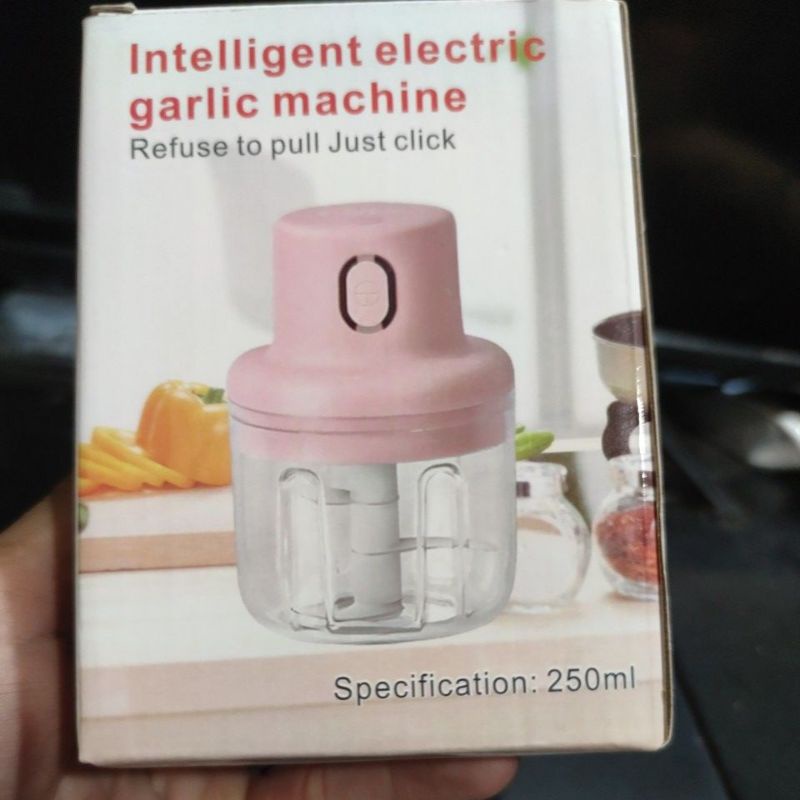 Intelligent electric
garlic machine
Refuse to pull Just click
Specification: 250ml